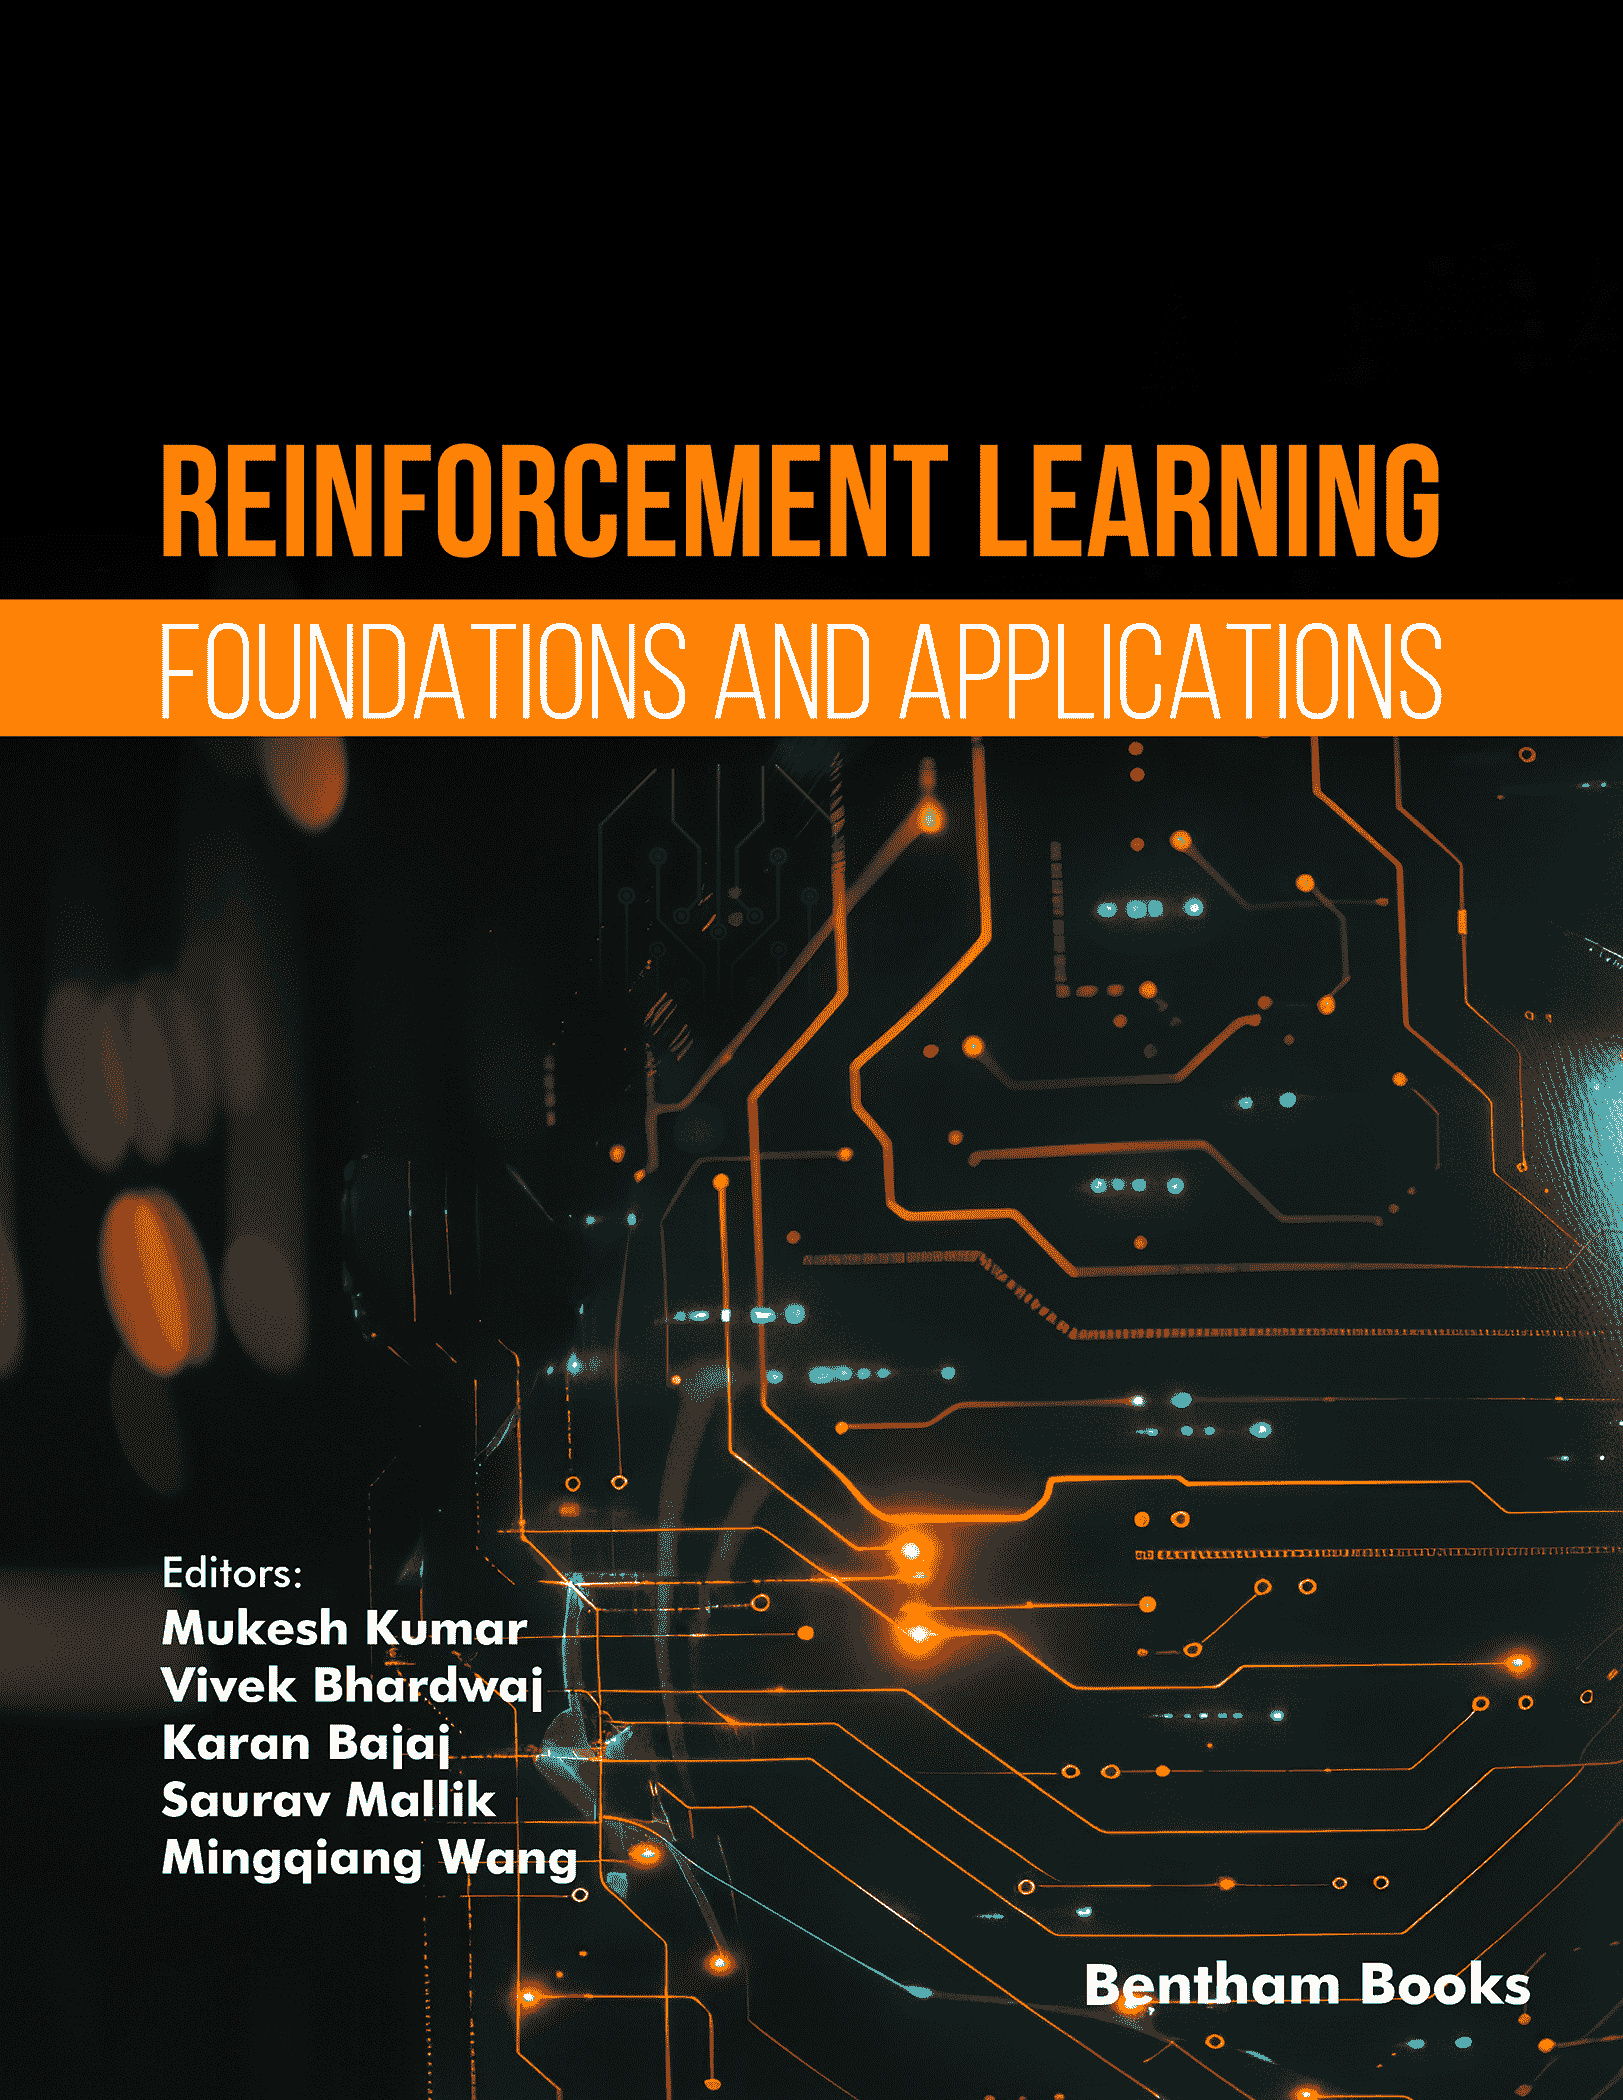 REINFORCEMENT LEARNING
FOUNDATIONS AND APPLICATIONS
Editors:
Mukesh Kumar
Vivek Bhardwaj
Karan Bajaj
Saurav Mallik
Mingqiang Wang
Bentham Books